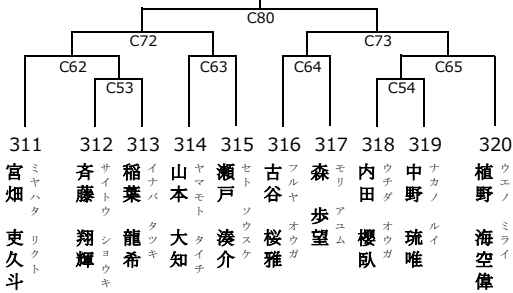 C80
C72
C73
C62
C63
C64
C65
C53
C54
311
312
313
314
315
316
317
318
319
320
宮畑 吏久斗
ミヤハタ リクト
斉藤 翔輝
サイトウ ショウキ
稲葉 龍希
イナバ タツキ
山本 大知
ヤマモト タイチ
瀬戸 湊介
セト ソウスケ
古谷 桜雅
フルヤ オウガ
森 歩望
モリ アユム
内田 櫻臥
ウチダ オウガ
中野 琉唯
ナカノ ルイ
植野 海空偉
ウエノ ミライ